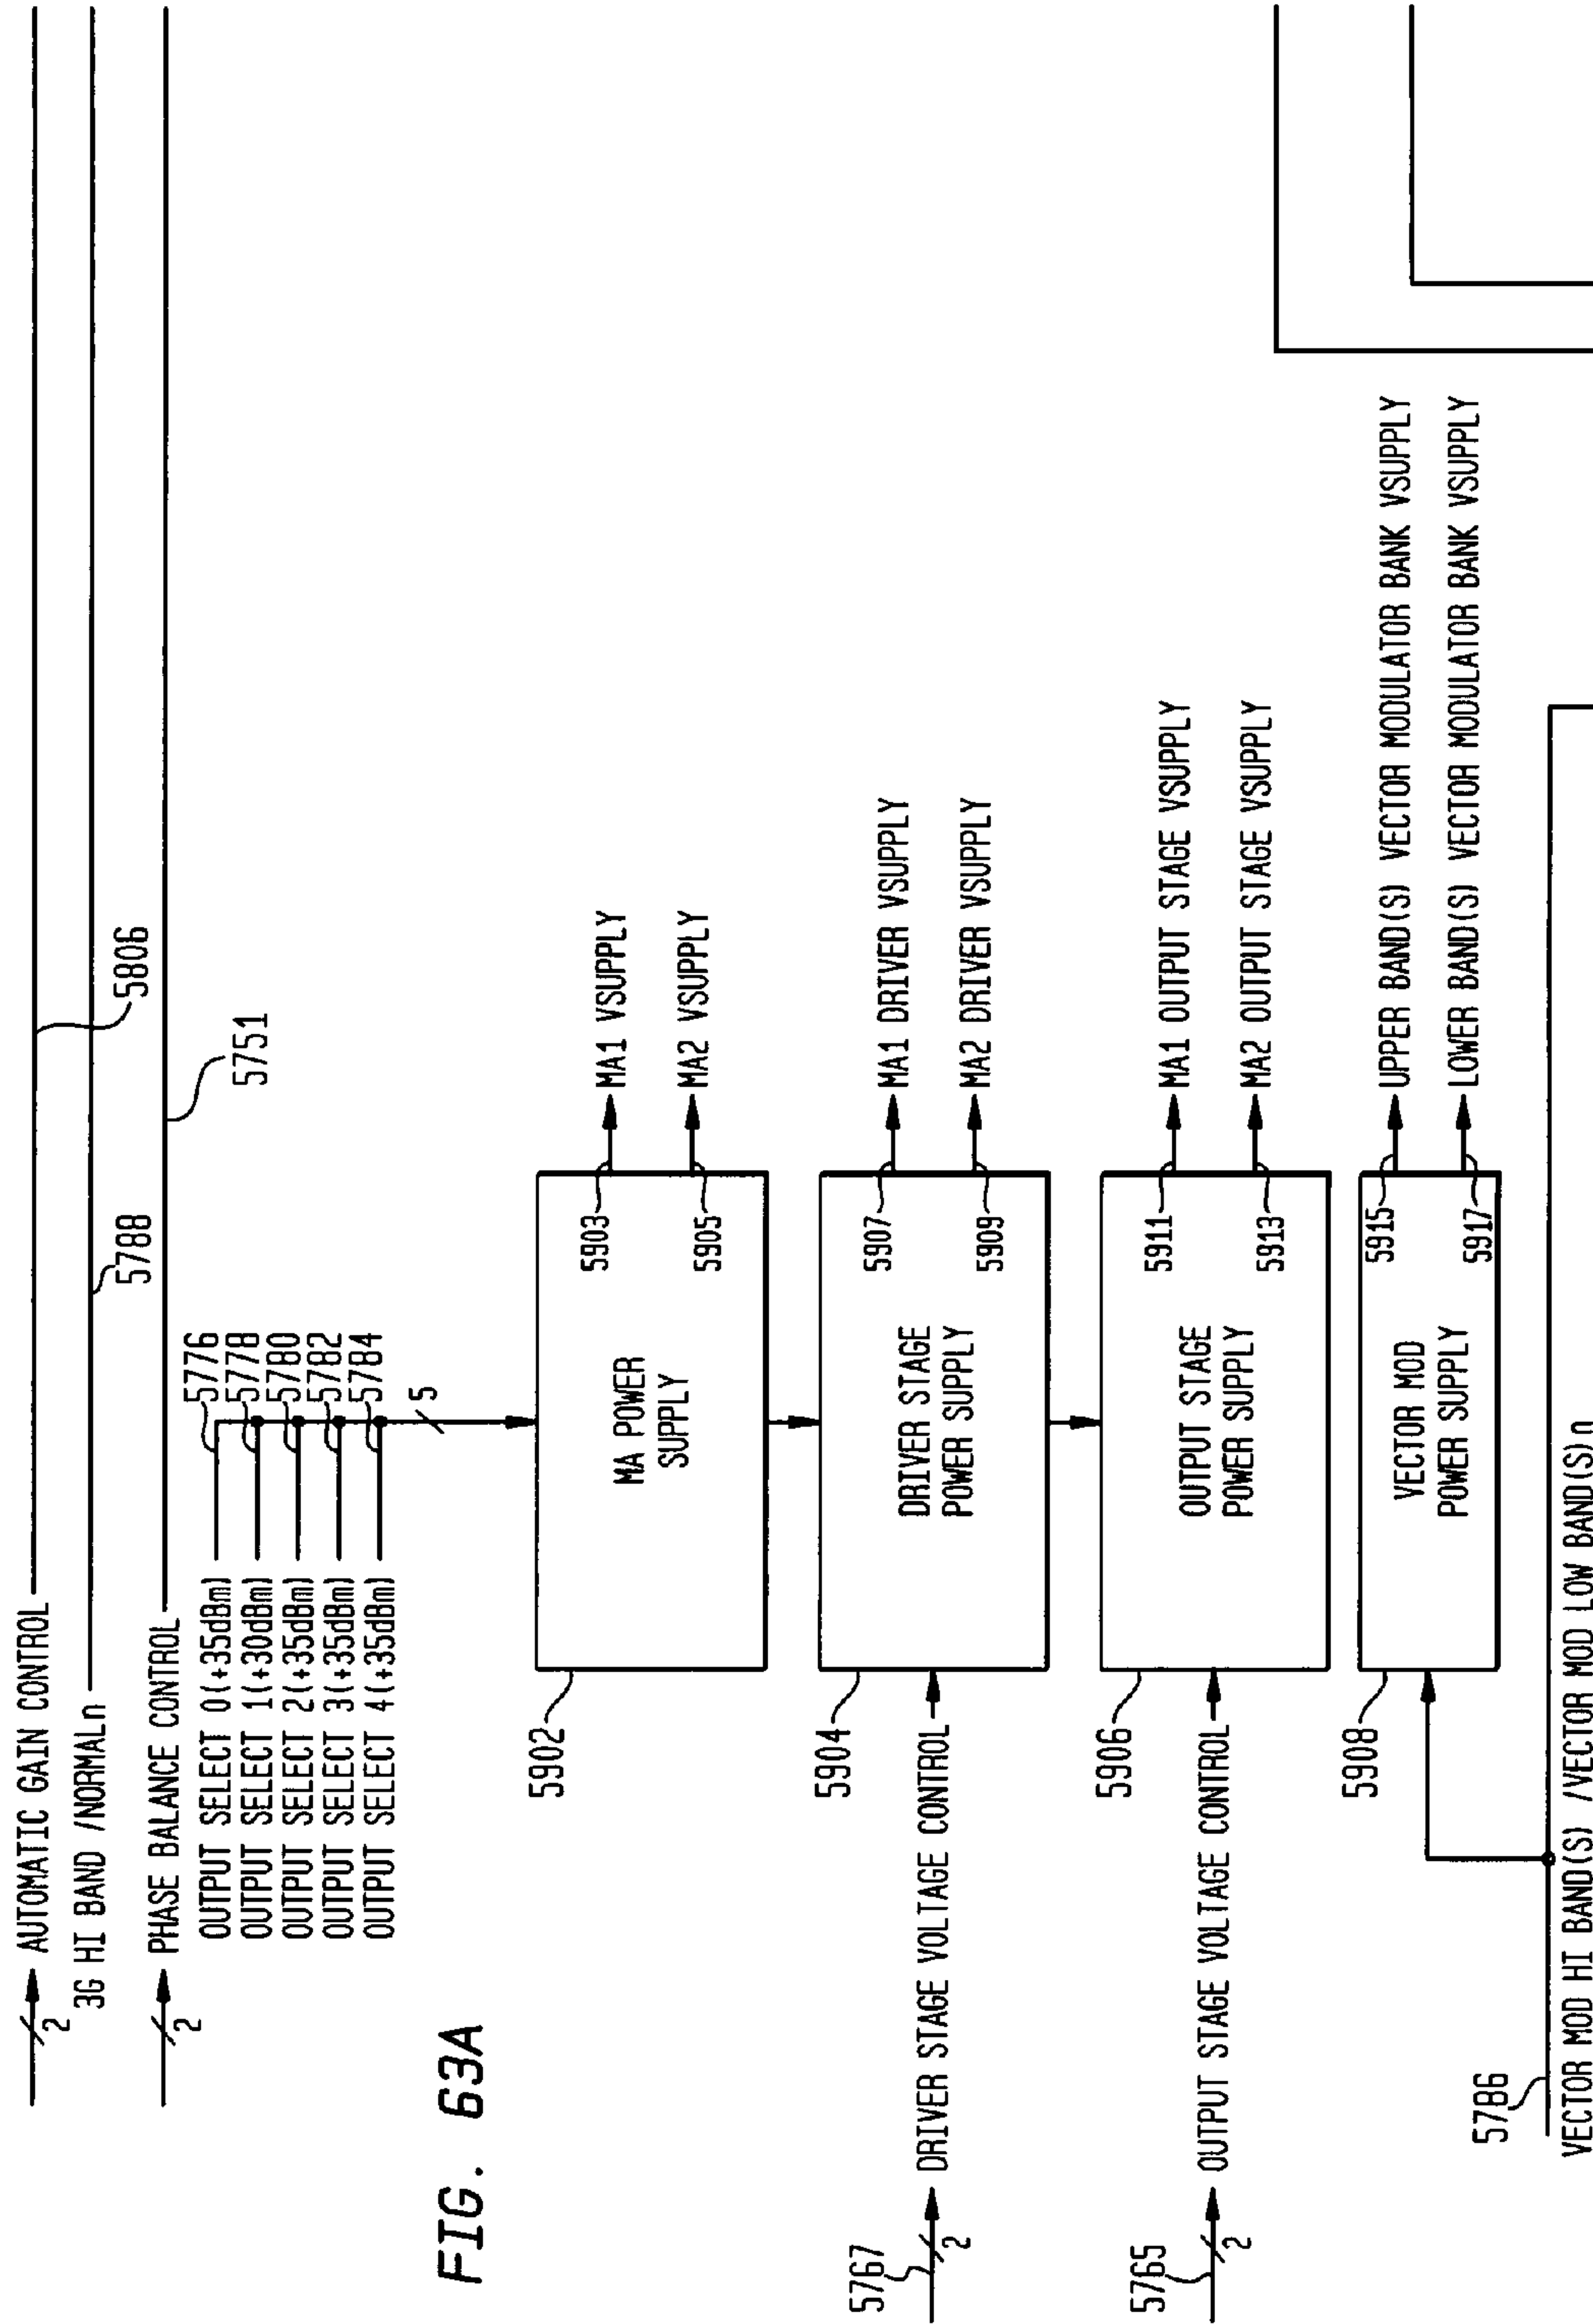 AUTOMATIC GAIN CONTROL
2
5806
3G HI BAND /NORMALn
5788
PHASE BALANCE CONTROL
2
5751
OUTPUT SELECT 0(+35dBm)
5776
OUTPUT SELECT 1(+30dBm)
5778
OUTPUT SELECT 2(+35dBm)
5780
OUTPUT SELECT 3(+35dBm)
5782
OUTPUT SELECT 4(+35dBm)
5784
5
FIG. 63A
5902
MA POWER
SUPPLY
5903
MA1 VSUPPLY
5905
MA2 VSUPPLY
5767
2
DRIVER STAGE VOLTAGE CONTROL
5904
DRIVER STAGE
POWER SUPPLY
5907
MA1 DRIVER VSUPPLY
5909
MA2 DRIVER VSUPPLY
5765
2
OUTPUT STAGE VOLTAGE CONTROL
5906
OUTPUT STAGE
POWER SUPPLY
5911
MA1 OUTPUT STAGE VSUPPLY
5913
MA2 OUTPUT STAGE VSUPPLY
5908
VECTOR MOD
POWER SUPPLY
5915
UPPER BAND(S) VECTOR MODULATOR BANK VSUPPLY
5917
LOWER BAND(S) VECTOR MODULATOR BANK VSUPPLY
5786
VECTOR MOD HI BAND(S) /VECTOR MOD LOW BAND(S)n